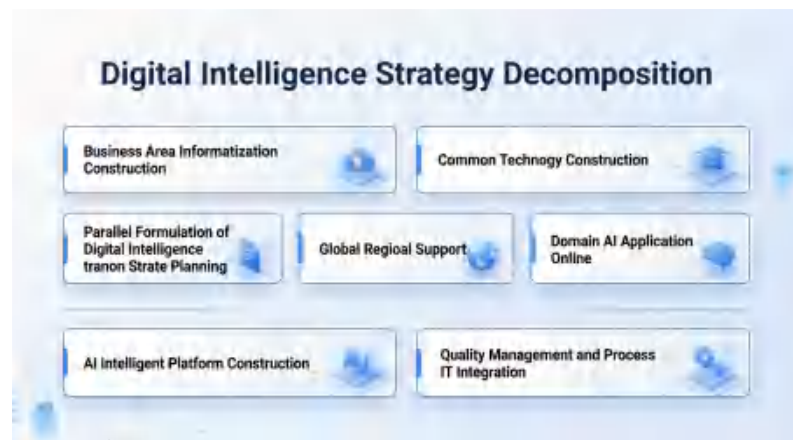 Digital Intelligence Strategy Decomposition
Business Area Informatization
Construction
Common Technogy Construction
Parallel Formulation of
Digital Intelligence
tranon Strate Planning
Global Regioal Support
Domain AI Application
Online
AI Intelligent Platform Construction
Quality Management and Process
IT Integration